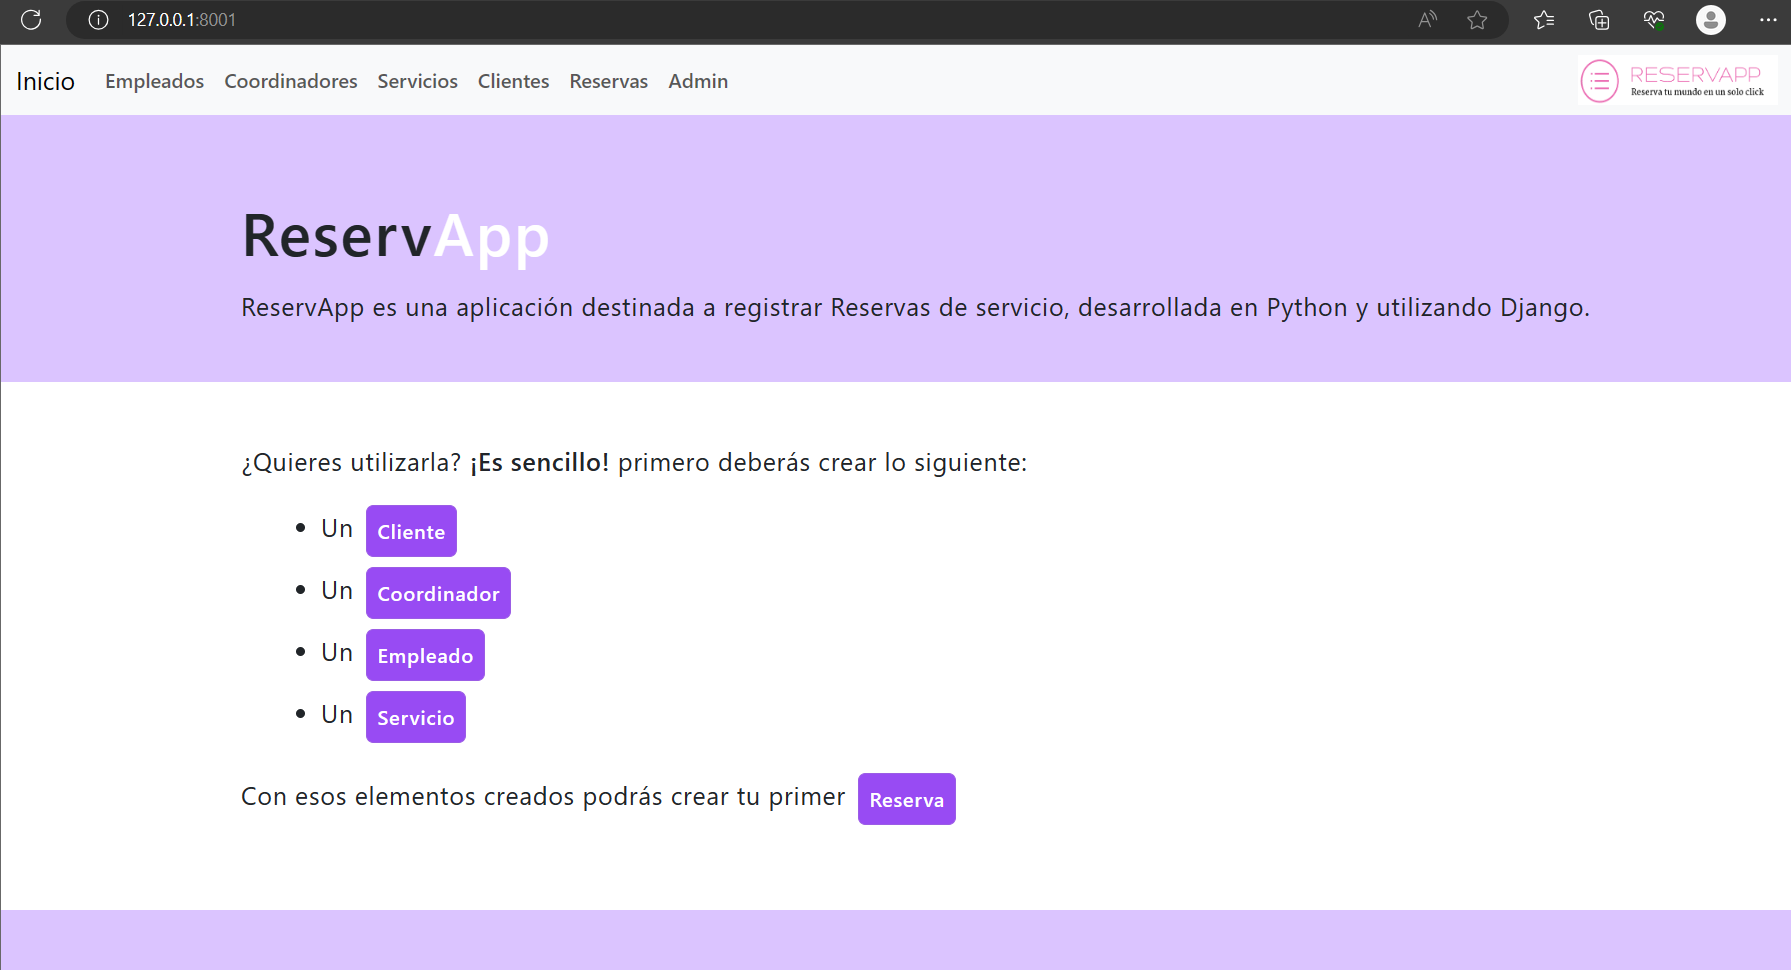 127.0.0.1:8001
Inicio Empleados Coordinadores Servicios Clientes Reservas Admin
RESERVAPP
Reserva tu mundo en un solo click
ReservApp
ReservApp es una aplicación destinada a registrar Reservas de servicio, desarrollada en Python y utilizando Django.
¿Quieres utilizarla? ¡Es sencillo! primero deberás crear lo siguiente:
• Un Cliente
• Un Coordinador
• Un Empleado
• Un Servicio
Con esos elementos creados podrás crear tu primer Reserva